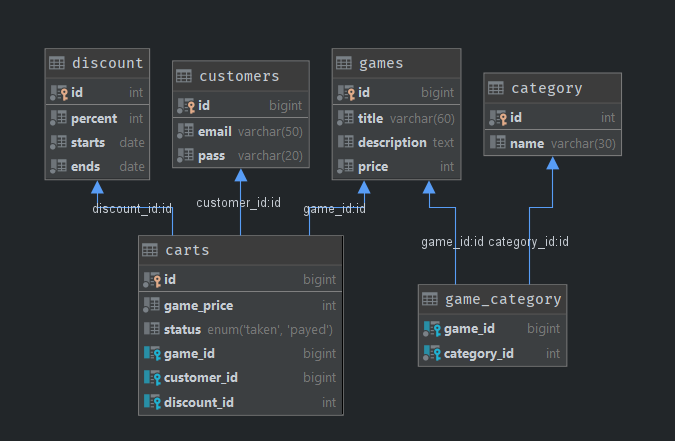 discount
id int
percent int
starts date
ends date
customers
id bigint
email varchar(50)
pass varchar(20)
games
id bigint
title varchar(60)
description text
price int
category
id int
name varchar(30)
discount_id:id
customer_id:id
game_id:id
game_id:id
category_id:id
carts
id bigint
game_price int
status enum('taken', 'payed')
game_id bigint
customer_id bigint
discount_id int
game_category
game_id bigint
category_id int